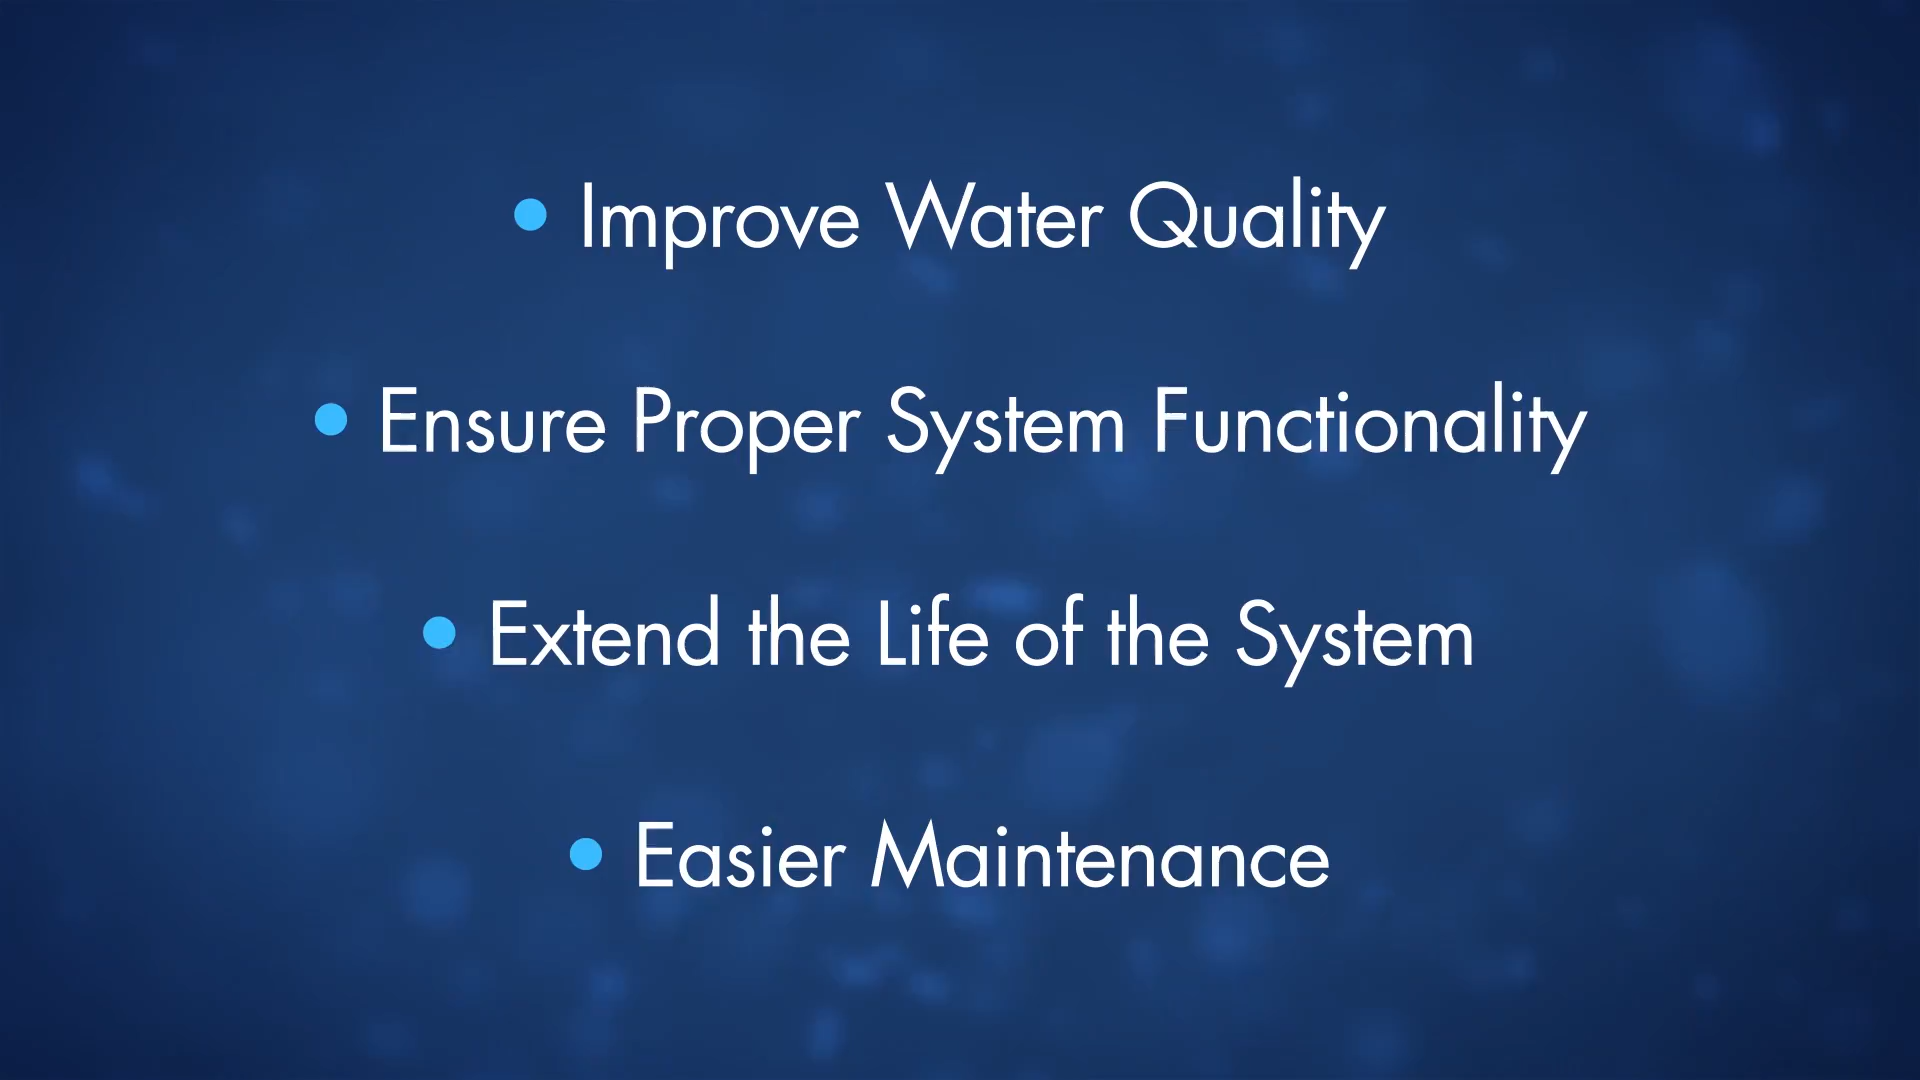 • Improve Water Quality
• Ensure Proper System Functionality
• Extend the Life of the System
• Easier Maintenance